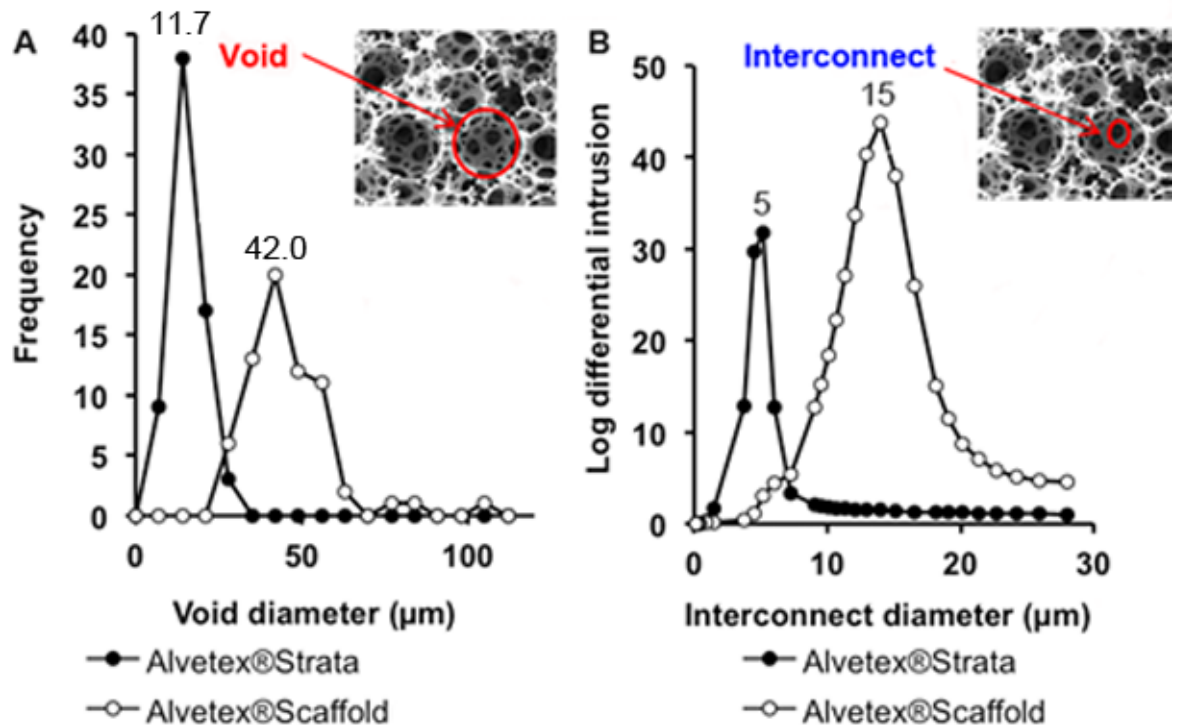 A
11.7
Void
42.0
40
35
30
25
20
15
10
5
0
Frequency
0 50 100
Void diameter (µm)
Alvetex®Strata
Alvetex®Scaffold
B
Interconnect
15
5
50
40
30
20
10
0
Log differential intrusion
0 10 20 30
Interconnect diameter (µm)
Alvetex®Strata
Alvetex®Scaffold